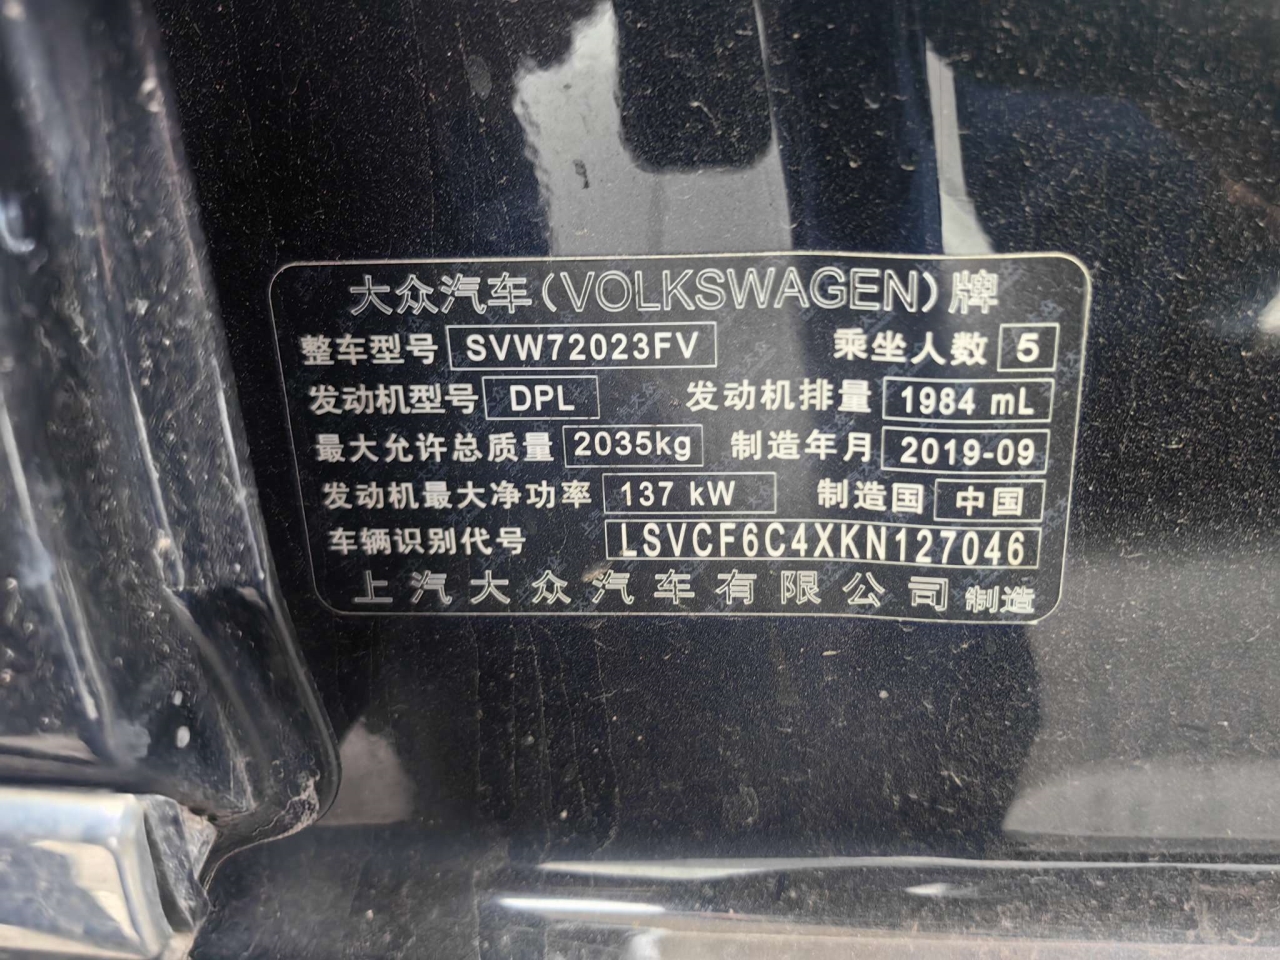 大众汽车(VOLKSWAGEN)牌
整车型号 SVW72023FV 乘坐人数 5
发动机型号 DPL 发动机排量 1984 mL
最大允许总质量 2035kg 制造年月 2019-09
发动机最大净功率 137 kW 制造国 中国
车辆识别代号 LSVCF6C4XKN127046
上汽大众汽车有限公司 制造